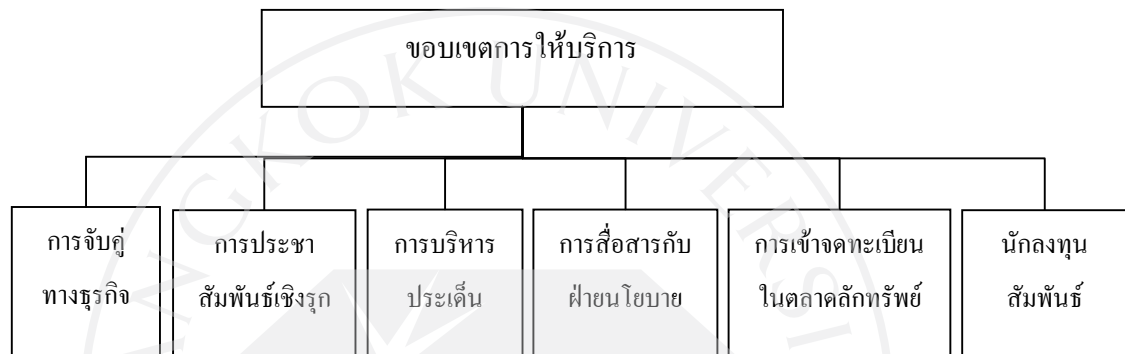 ขอบเขตการให้บริการ
การจับคู่
ทางธุรกิจ
การประชา
สัมพันธ์เชิงรุก
การบริหาร
ประเด็น
การสื่อสารกับ
ฝ่ายนโยบาย
การเข้าจดทะเบียน
ในตลาดลักทรัพย์
นักลงทุน
สัมพันธ์
NGKOK UNIVERSI